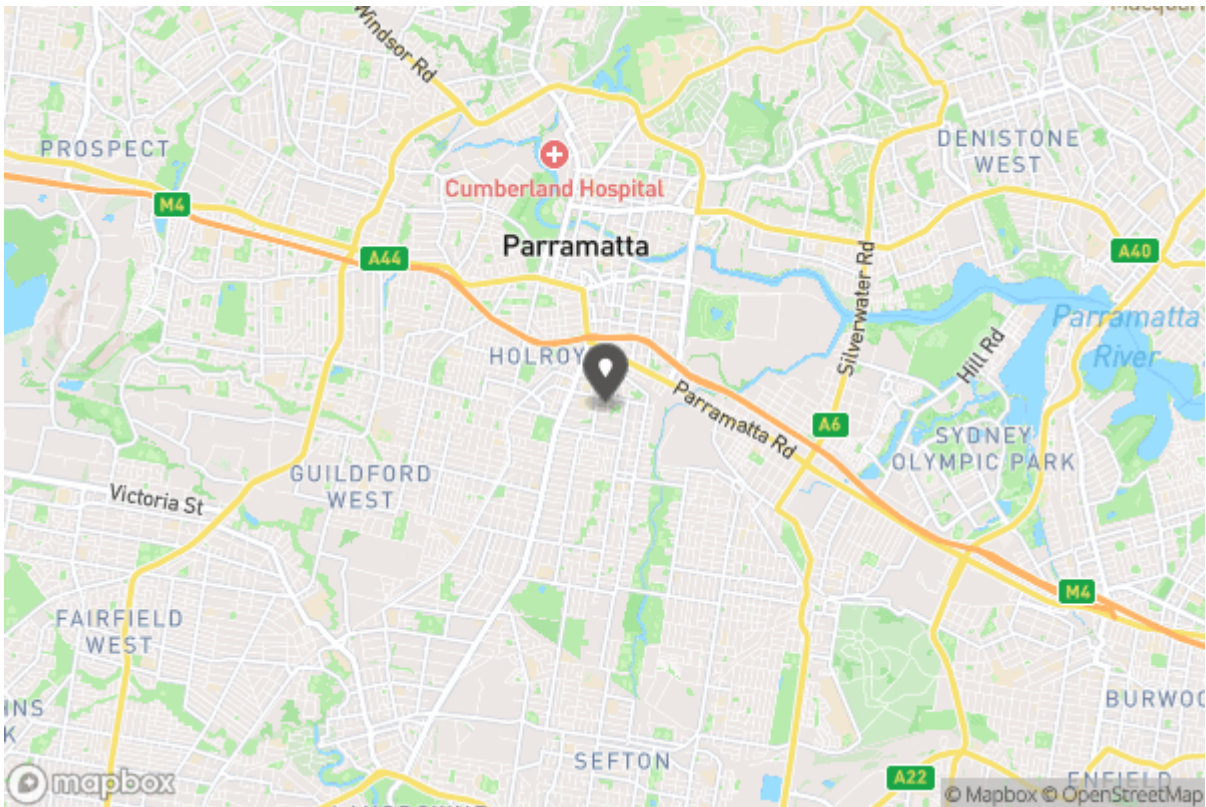 Windsor Rd
PROSPECT
DENISTONE
WEST
Cumberland Hospital
M4
Parramatta
A44
A40
Silverwater Rd
Parramatta
River
Hill Rd
HOLROY
Parramatta Rd
A6
SYDNEY
OLYMPIC PARK
GUILDFORD
WEST
Victoria St
M4
FAIRFIELD
WEST
BURWOO
SEFTON
A22
ENFIELD
mapbox
© Mapbox © OpenStreetMap